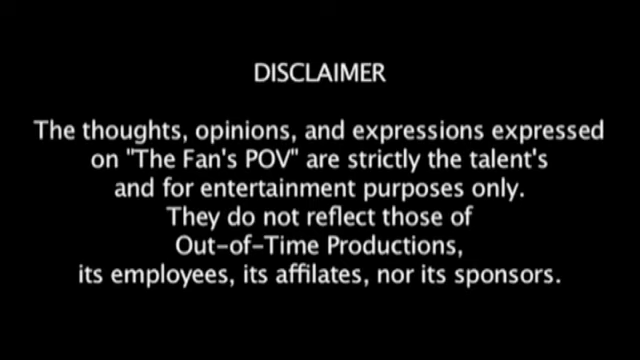 DISCLAIMER
The thoughts, opinions, and expressions expressed
on "The Fan's POV" are strictly the talent's
and for entertainment purposes only.
They do not reflect those of
Out-of-Time Productions,
its employees, its affilates, nor its sponsors.